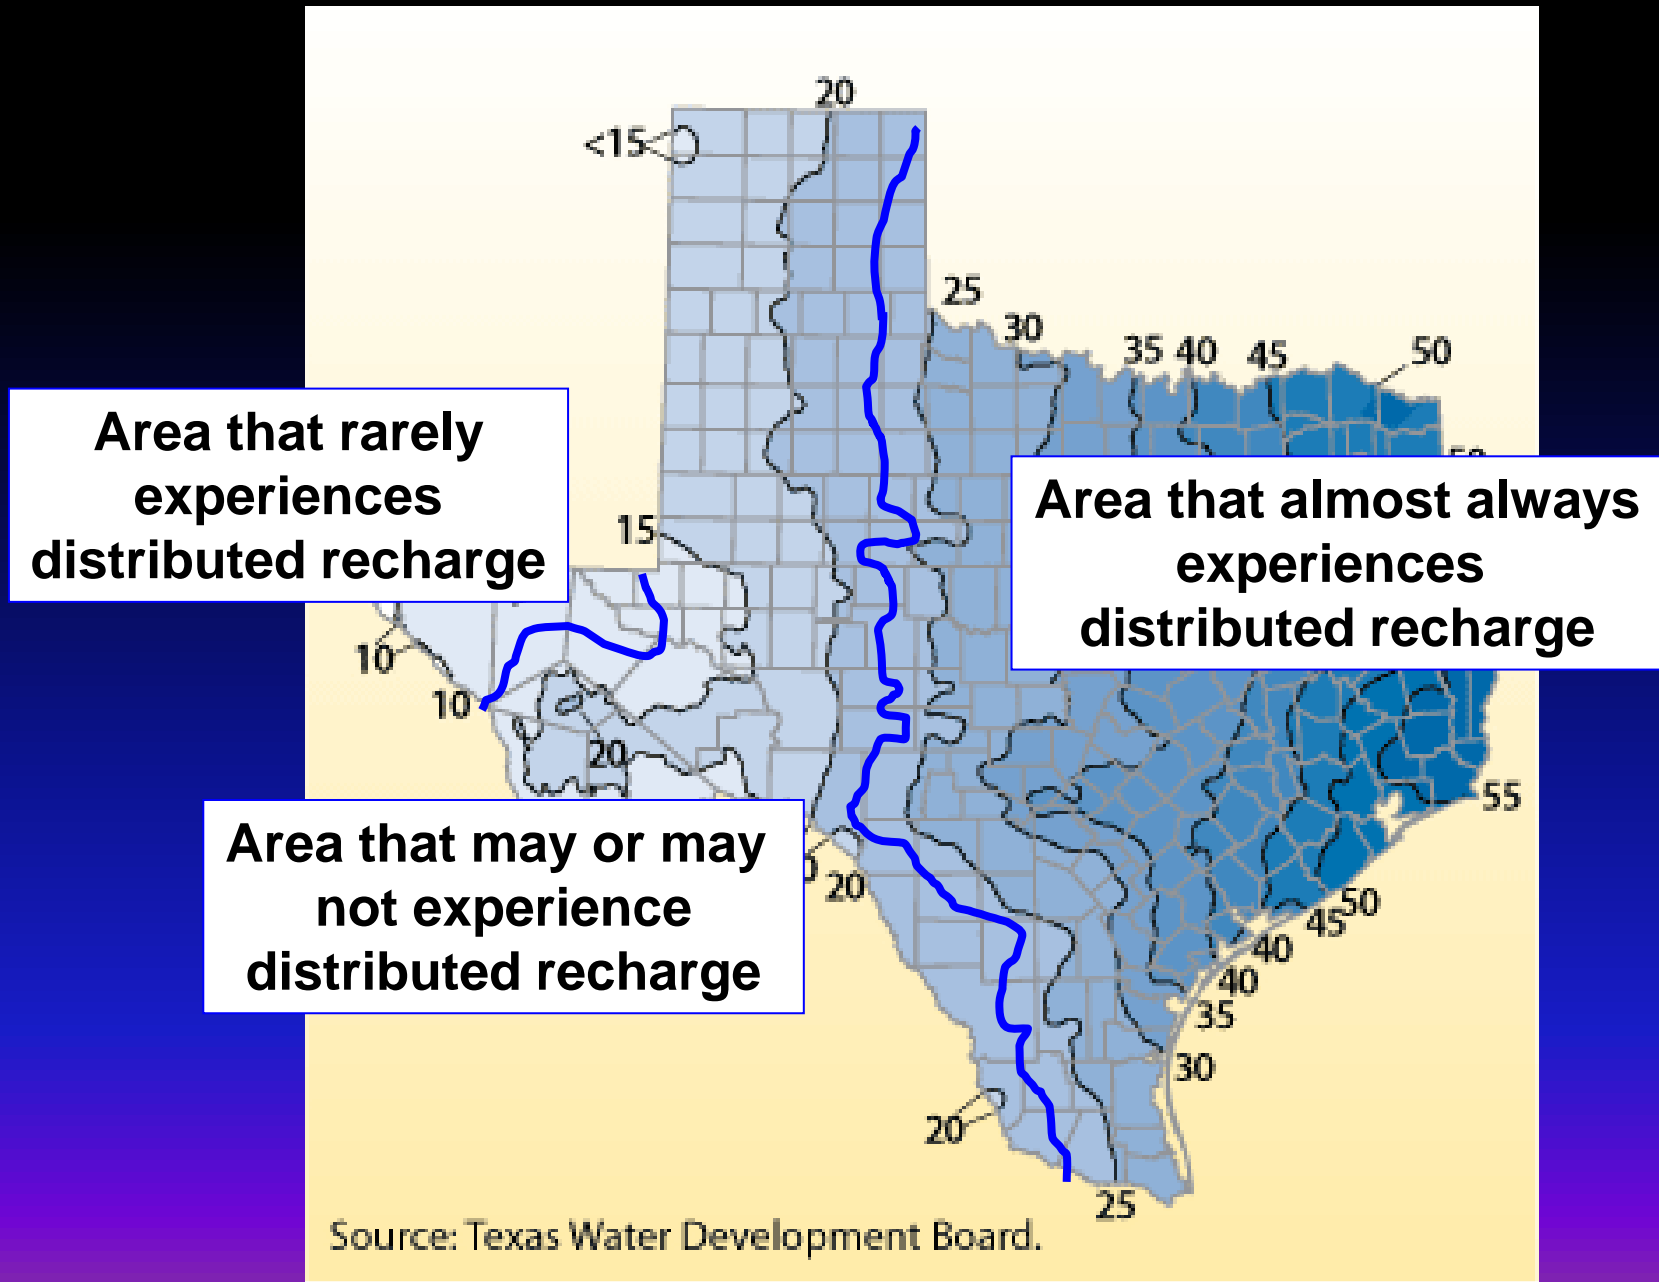 20
<15
25
30
35 40 45 50
Area that rarely
experiences
distributed recharge
Area that almost always
experiences
distributed recharge
15
10
10
20
55
Area that may or may
not experience
distributed recharge
20
50
45
40
40
35
30
20
25
Source: Texas Water Development Board.